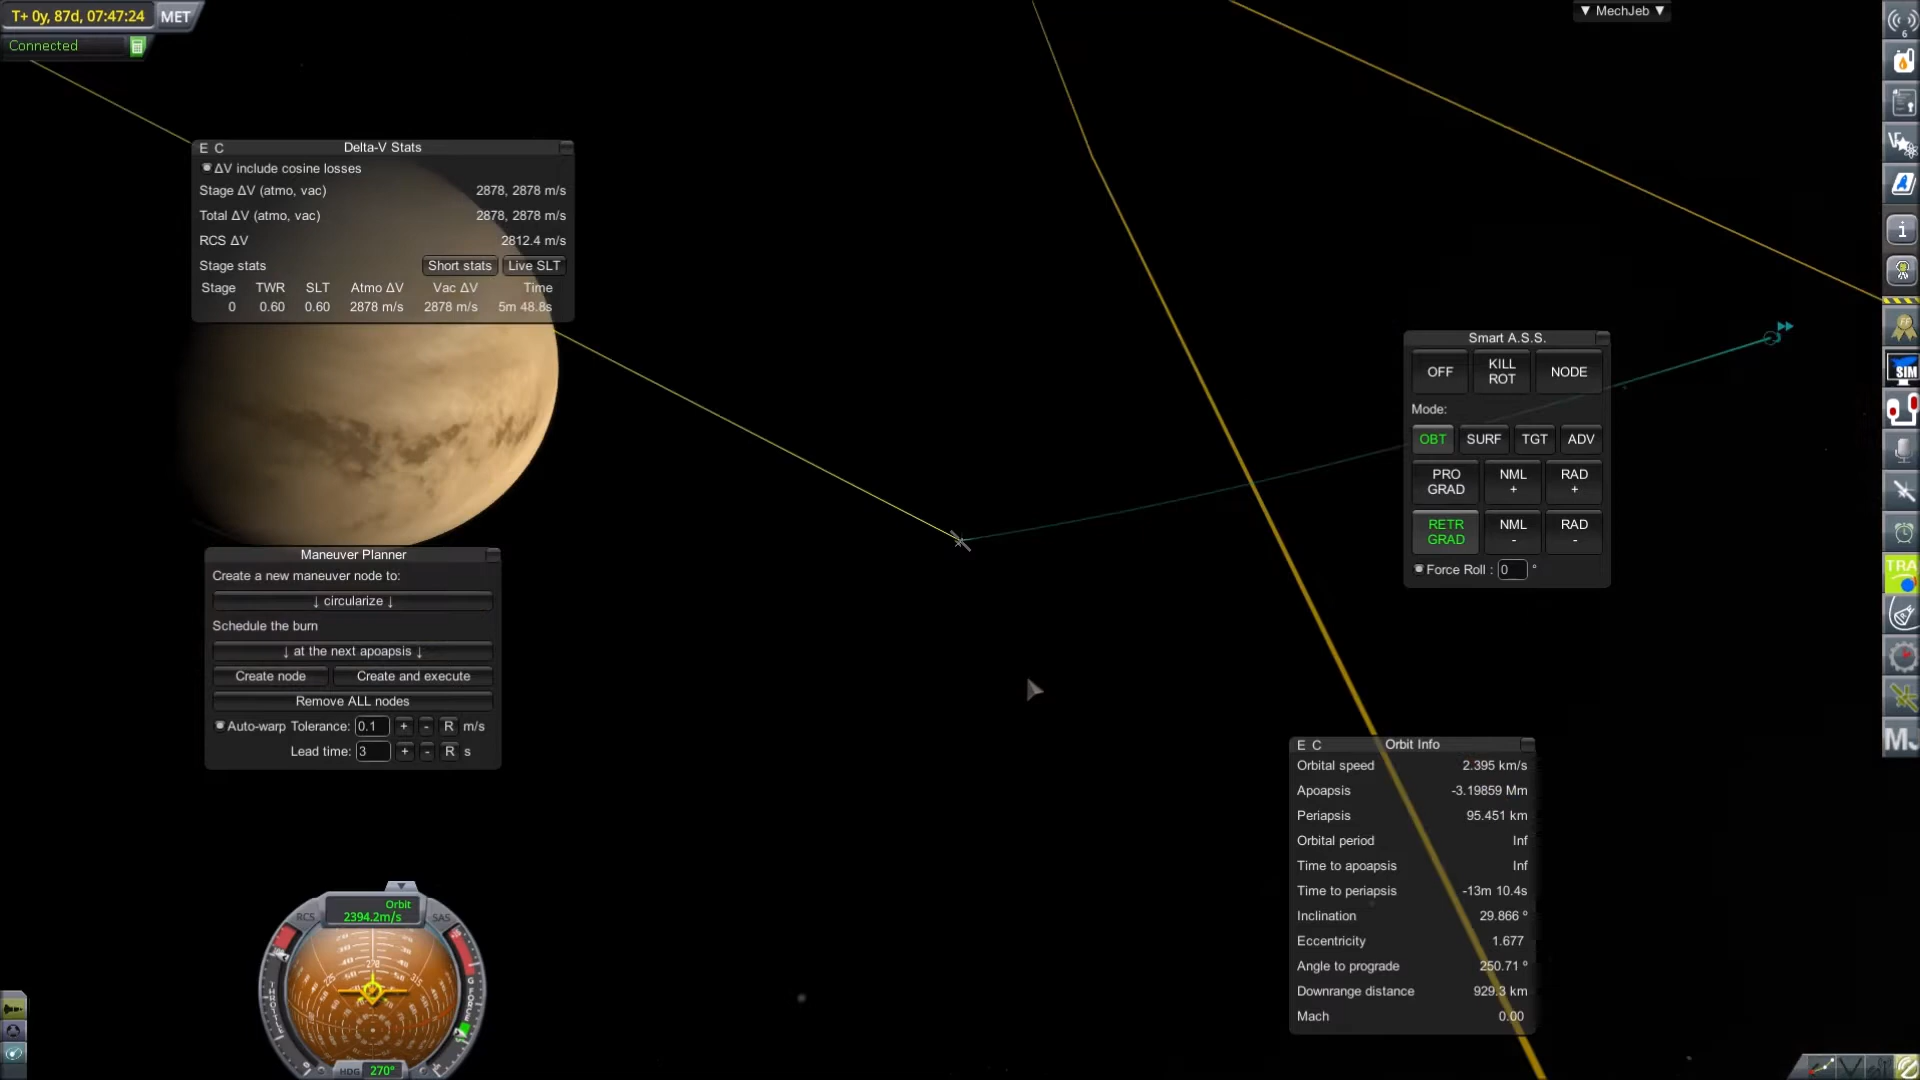 T+ 0y, 87d, 07:47:24 MET
Connected
▼ MechJeb ▼
6
E C Delta-V Stats
ΔV include cosine losses
Stage ΔV (atmo, vac) 2878, 2878 m/s
Total ΔV (atmo, vac) 2878, 2878 m/s
RCS ΔV 2812.4 m/s
Stage stats Short stats Live SLT
Stage TWR SLT Atmo ΔV Vac ΔV Time
0 0.60 0.60 2878 m/s 2878 m/s 5m 48.8s
Smart A.S.S.
OFF KILL ROT NODE
Mode:
OBT SURF TGT ADV
PRO GRAD NML + RAD +
RETR GRAD NML - RAD -
Force Roll : 0 °
SIM
TRA
Maneuver Planner
Create a new maneuver node to:
↓ circularize ↓
Schedule the burn
↓ at the next apoapsis ↓
Create node Create and execute
Remove ALL nodes
Auto-warp Tolerance: 0.1 + - R m/s
Lead time: 3 + - R s
E C Orbit Info
Orbital speed 2.395 km/s
Apoapsis -3.19859 Mm
Periapsis 95.451 km
Orbital period Inf
Time to apoapsis Inf
Time to periapsis -13m 10.4s
Inclination 29.866 °
Eccentricity 1.677
Angle to prograde 250.71 °
Downrange distance 929.3 km
Mach 0.00
Orbit
2394.2m/s
RCS SAS
THROTTLE
G FORCE
270
225 315
HDG 270°